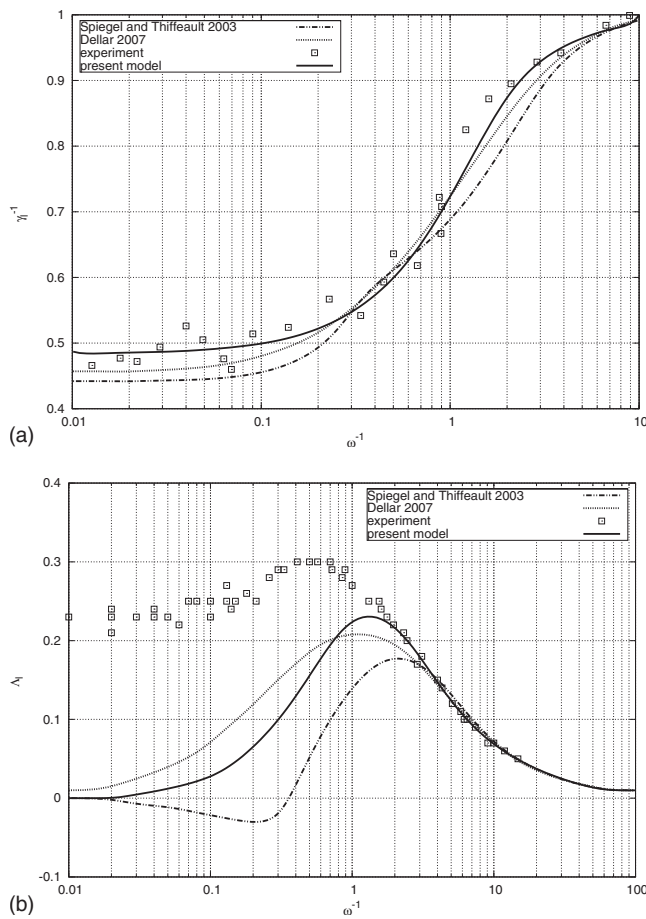 Spiegel and Thiffeault 2003
Dellar 2007
experiment
present model
1
0.9
0.8
0.7
0.6
0.5
0.4
γₗ⁻¹
0.01
0.1
1
10
ω⁻¹
(a)
Spiegel and Thiffeault 2003
Dellar 2007
experiment
present model
0.4
0.3
0.2
0.1
0
-0.1
Λₗ
0.01
0.1
1
10
100
ω⁻¹
(b)